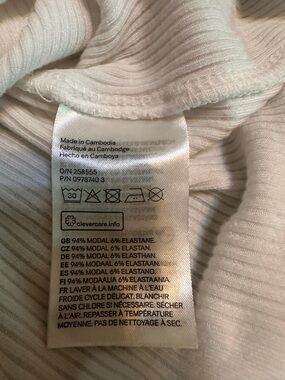 Made in Cambodia
Fabriqué au Cambodge
Hecho en Camboya
O/N 258555
P/N 0978740 3
30
clevercare.info
GB 94% MODAL 6% ELASTANE.
CZ 94% MODAL 6% ELASTAN.
DE 94% MODAL 6% ELASTHAN.
EE 94% MODAAL 6% ELASTAAN.
ES 94% MODAL 6% ELASTANO.
FI 94% MODAALIA 6% ELASTAANIA.
FR LAVER À LA MACHINE À L'EAU
FROIDE CYCLE DÉLICAT. BLANCHIR
SANS CHLORE SI NÉCESSAIRE. SÉCHER
À L'AIR. REPASSER À TEMPÉRATURE
MOYENNE. PAS DE NETTOYAGE À SEC.